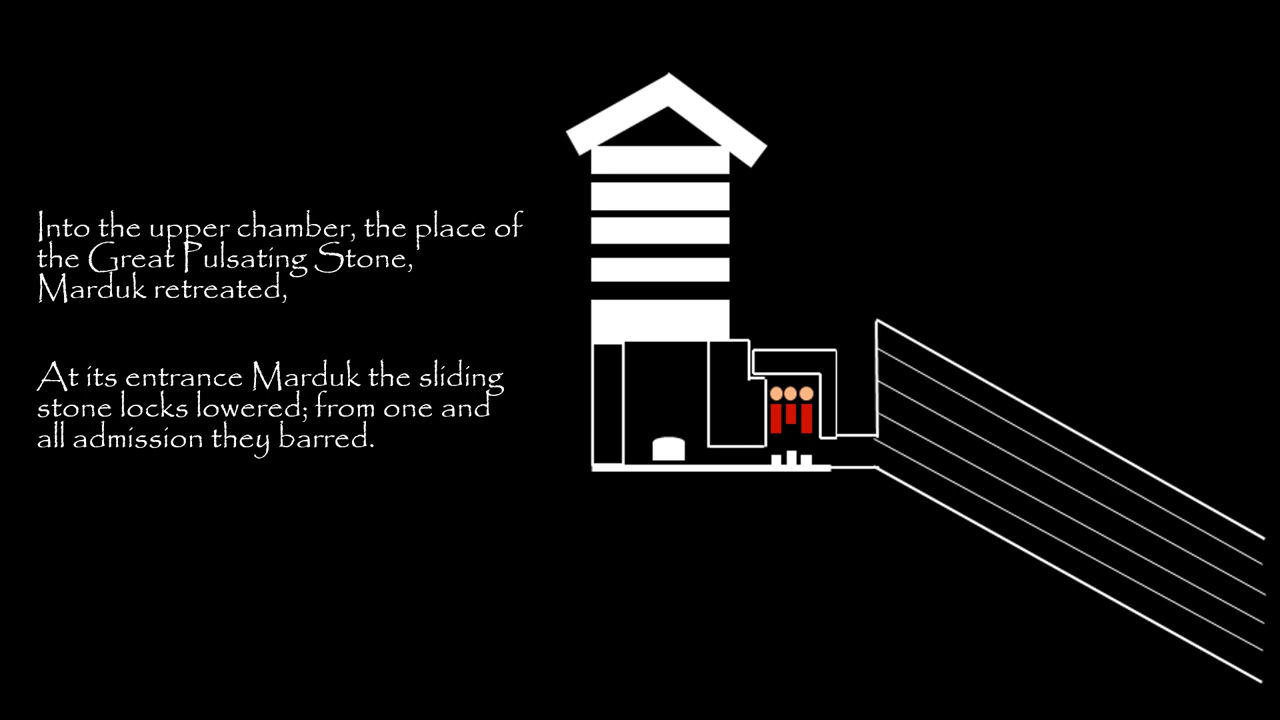 Into the upper chamber, the place of
the Great Pulsating Stone,
Marduk retreated,
At its entrance Marduk the sliding
stone locks lowered; from one and
all admission they barred.